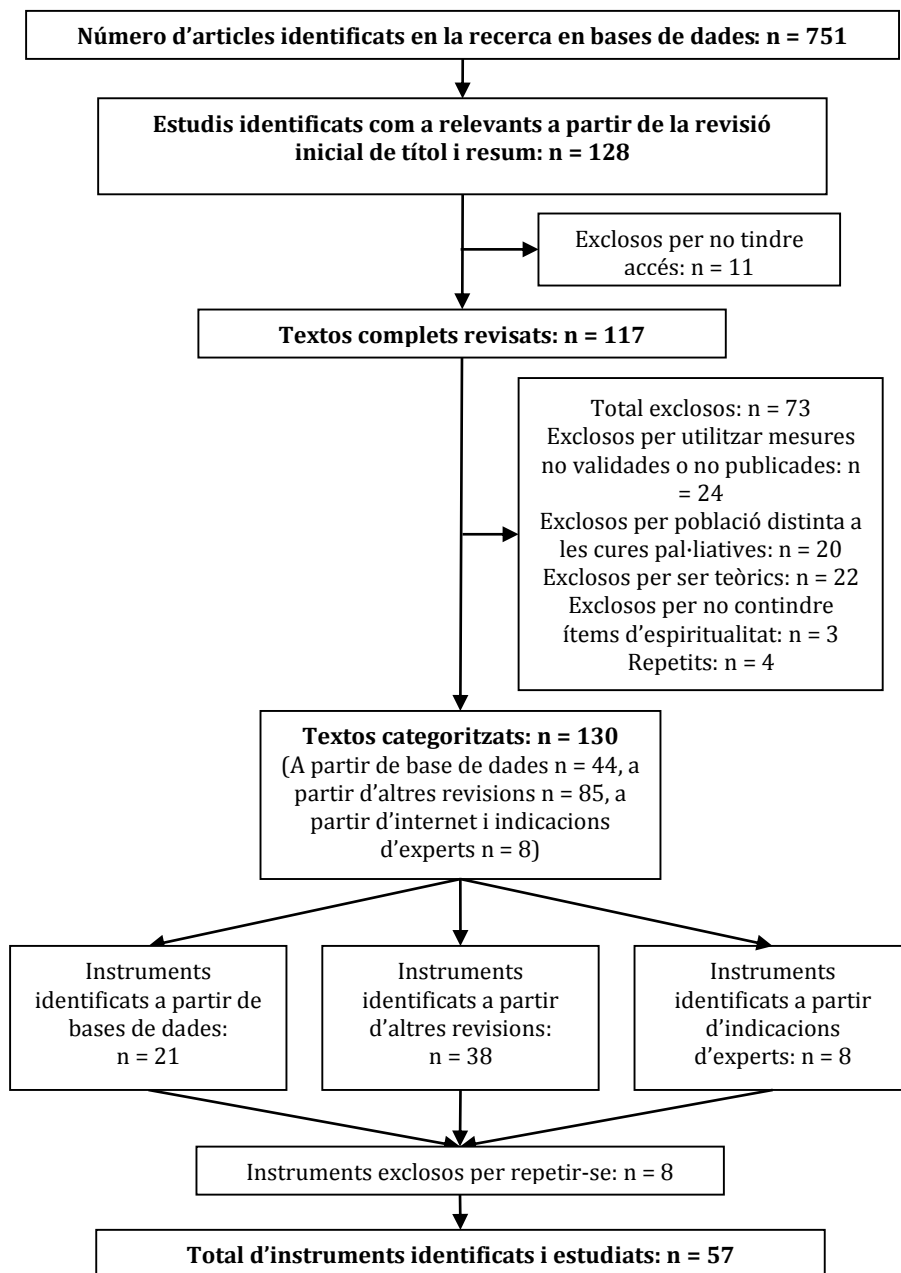 Número d’articles identificats en la recerca en bases de dades: n = 751
Estudis identificats com a relevants a partir de la revisió
inicial de títol i resum: n = 128
Exclosos per no tindre
accés: n = 11
Textos complets revisats: n = 117
Total exclosos: n = 73
Exclosos per utilitzar mesures
no validades o no publicades: n
= 24
Exclosos per població distinta a
les cures pal·liatives: n = 20
Exclosos per ser teòrics: n = 22
Exclosos per no contindre
ítems d’espiritualitat: n = 3
Repetits: n = 4
Textos categoritzats: n = 130
(A partir de base de dades n = 44, a
partir d’altres revisions n = 85, a
partir d’internet i indicacions
d’experts n = 8)
Instruments
identificats a partir de
bases de dades:
n = 21
Instruments
identificats a partir
d’altres revisions:
n = 38
Instruments
identificats a partir
d’indicacions
d’experts: n = 8
Instruments exclosos per repetir-se: n = 8
Total d’instruments identificats i estudiats: n = 57